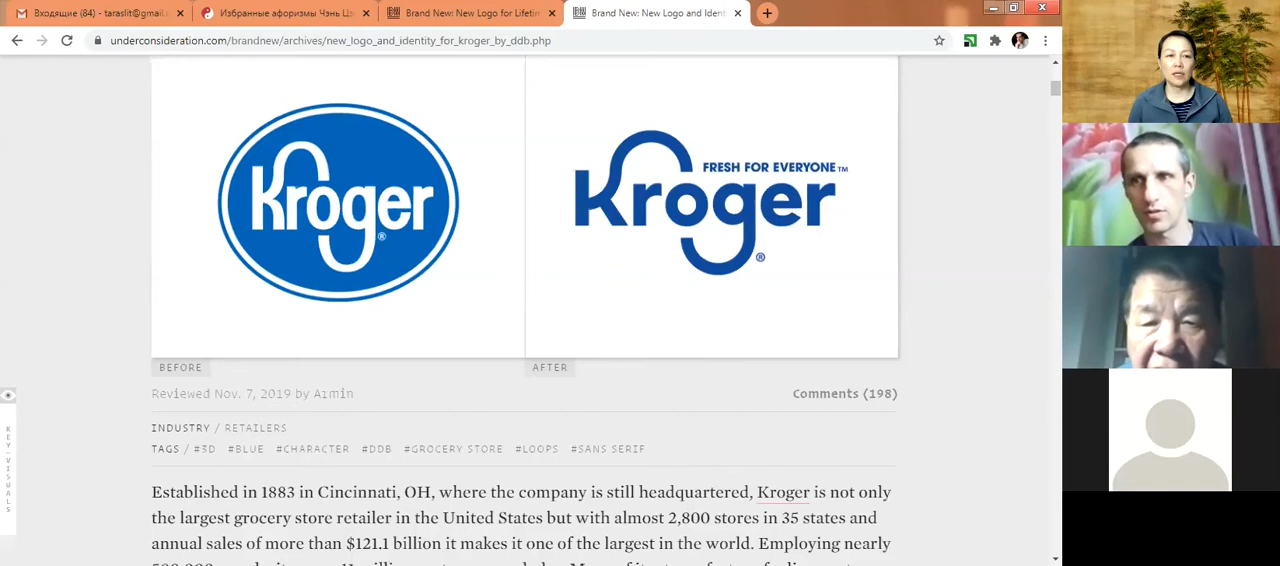 Входящие (84) - taraslit@gmail.
Избранные афоризмы Чэнь Цз
Brand New: New Logo for Lifetim
Brand New: New Logo and Ident
underconsideration.com/brandnew/archives/new_logo_and_identity_for_kroger_by_ddb.php
Kroger®
FRESH FOR EVERYONE™
Kroger®
BEFORE
AFTER
Reviewed Nov. 7, 2019 by Armin
Comments (198)
INDUSTRY / RETAILERS
TAGS / #3D #BLUE #CHARACTER #DDB #GROCERY STORE #LOOPS #SANS SERIF
KEY-VISUALS
Established in 1883 in Cincinnati, OH, where the company is still headquartered, Kroger is not only
the largest grocery store retailer in the United States but with almost 2,800 stores in 35 states and
annual sales of more than $121.1 billion it makes it one of the largest in the world. Employing nearly